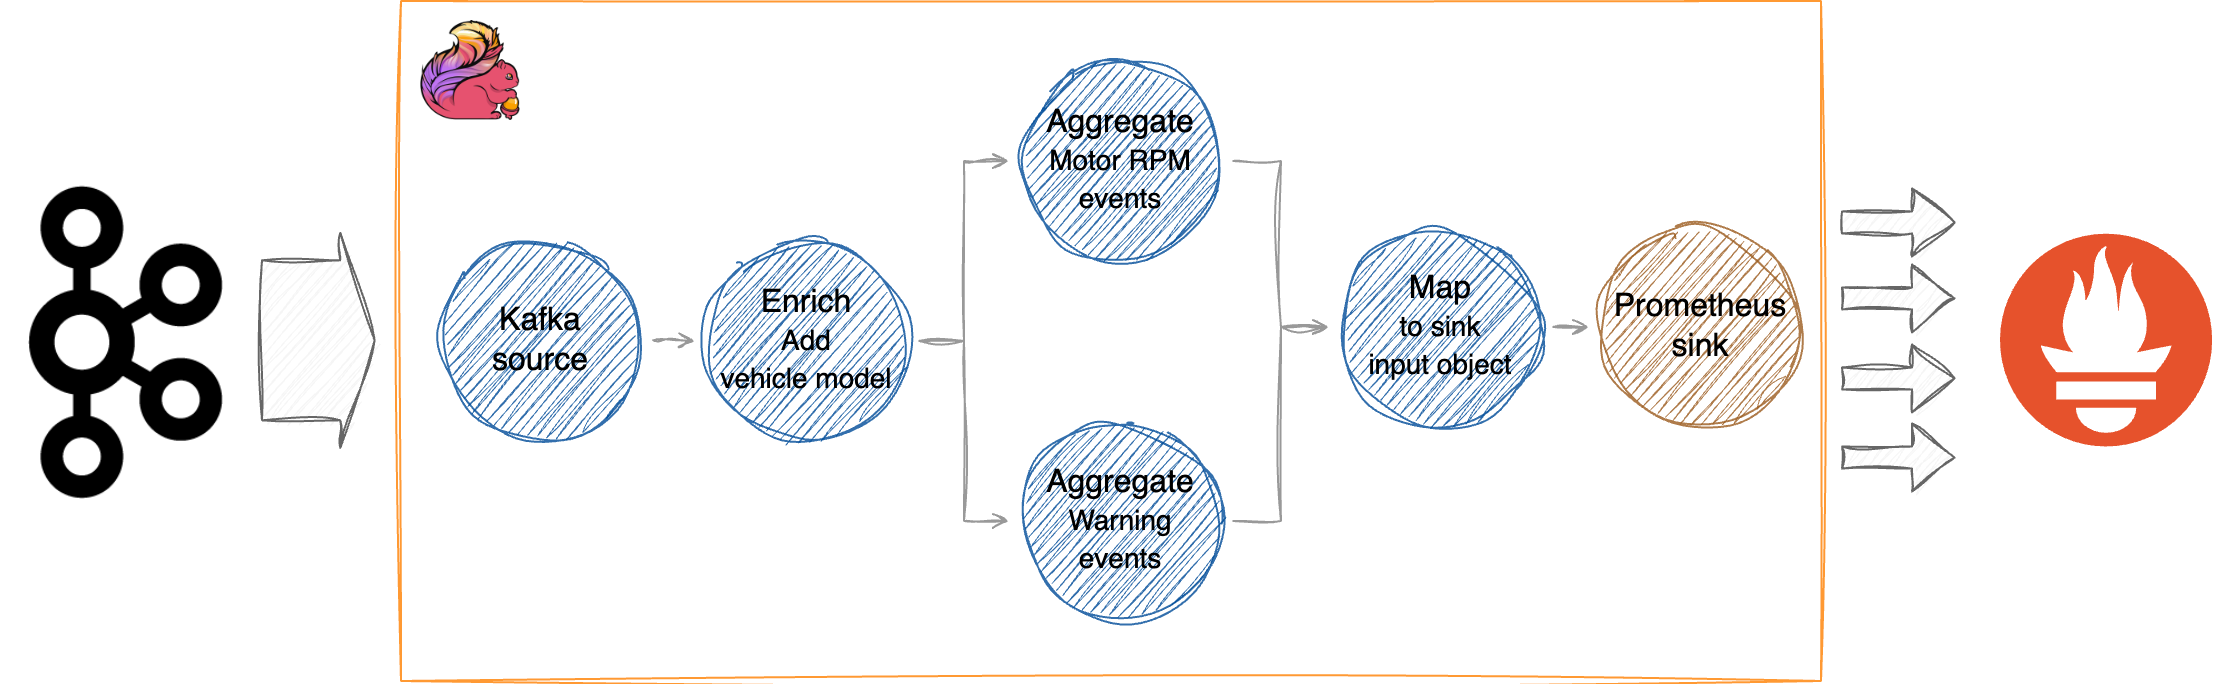 Kafka
source
Enrich
Add
vehicle model
Aggregate
Motor RPM
events
Aggregate
Warning
events
Map
to sink
input object
Prometheus
sink